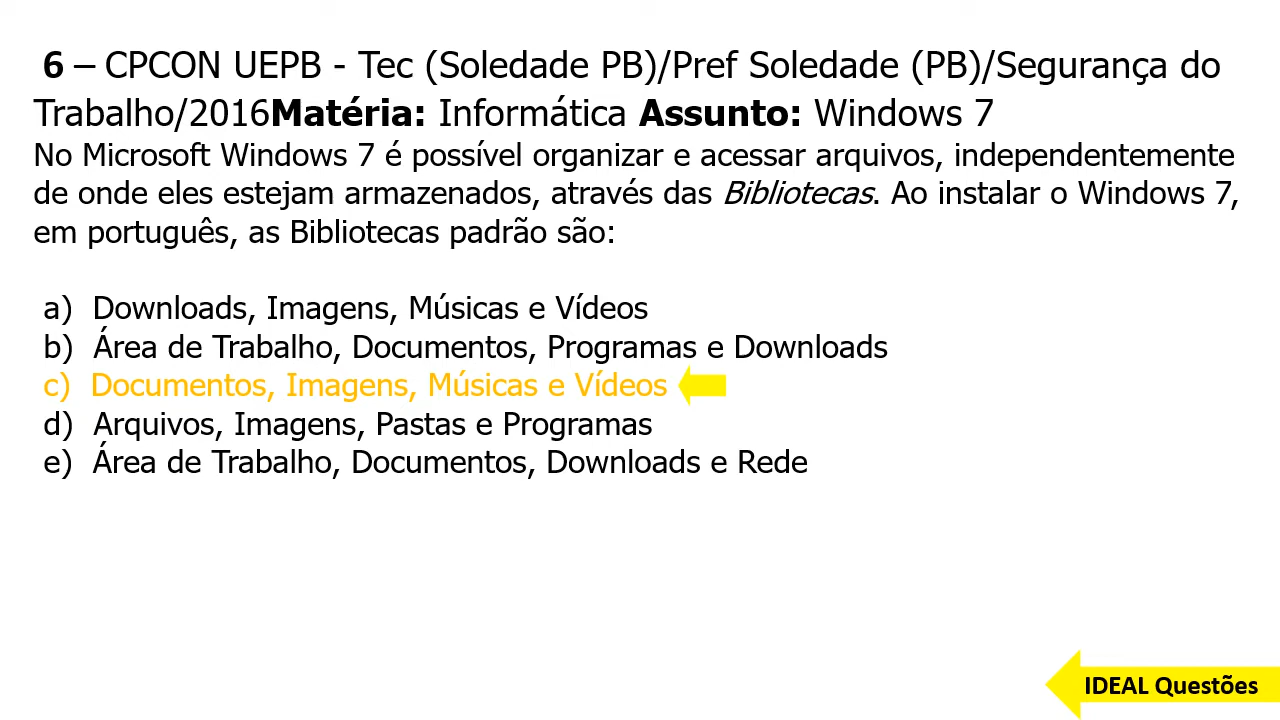 6 – CPCON UEPB - Tec (Soledade PB)/Pref Soledade (PB)/Segurança do
Trabalho/2016Matéria: Informática Assunto: Windows 7
No Microsoft Windows 7 é possível organizar e acessar arquivos, independentemente
de onde eles estejam armazenados, através das Bibliotecas. Ao instalar o Windows 7,
em português, as Bibliotecas padrão são:
a) Downloads, Imagens, Músicas e Vídeos
b) Área de Trabalho, Documentos, Programas e Downloads
c) Documentos, Imagens, Músicas e Vídeos
d) Arquivos, Imagens, Pastas e Programas
e) Área de Trabalho, Documentos, Downloads e Rede
IDEAL Questões